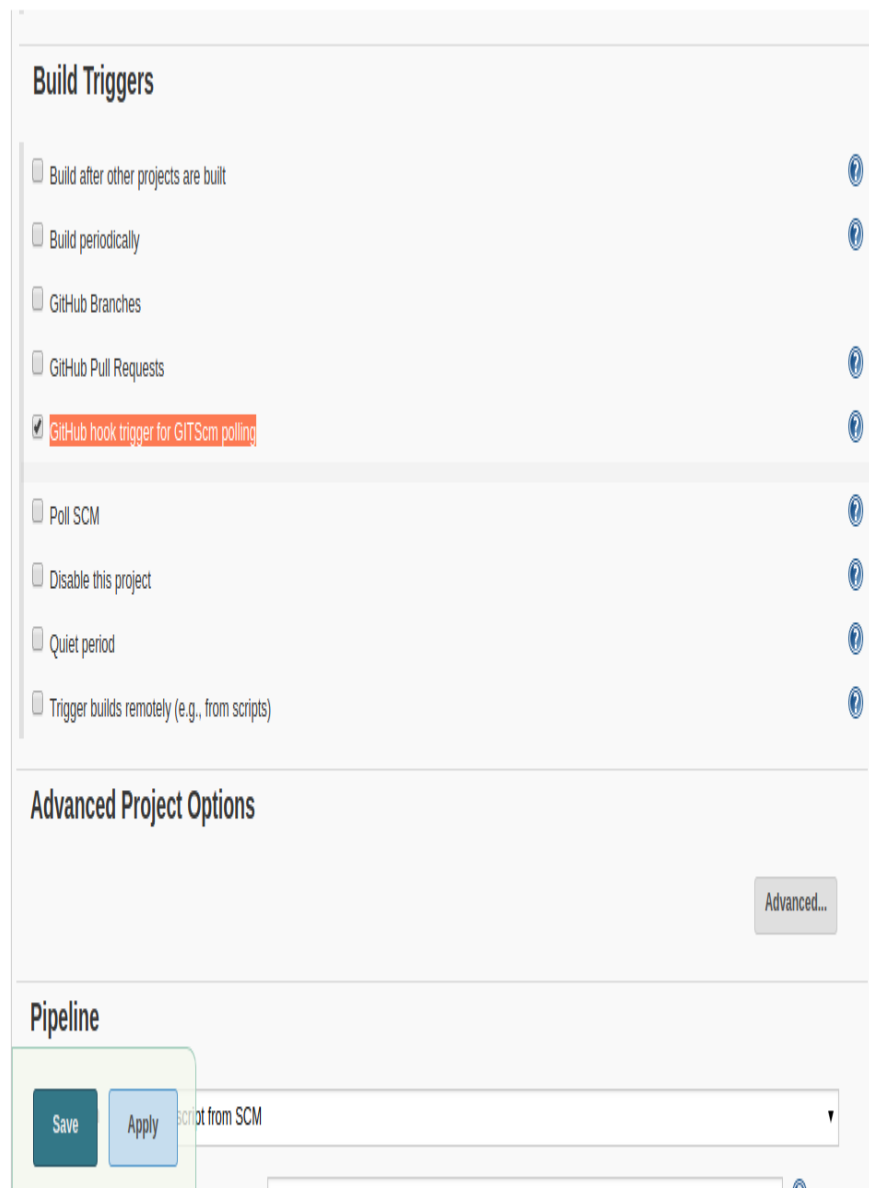 Build Triggers
Build after other projects are built
Build periodically
GitHub Branches
GitHub Pull Requests
GitHub hook trigger for GITScm polling
Poll SCM
Disable this project
Quiet period
Trigger builds remotely (e.g., from scripts)
Advanced Project Options
Advanced...
Pipeline
script from SCM
Save
Apply